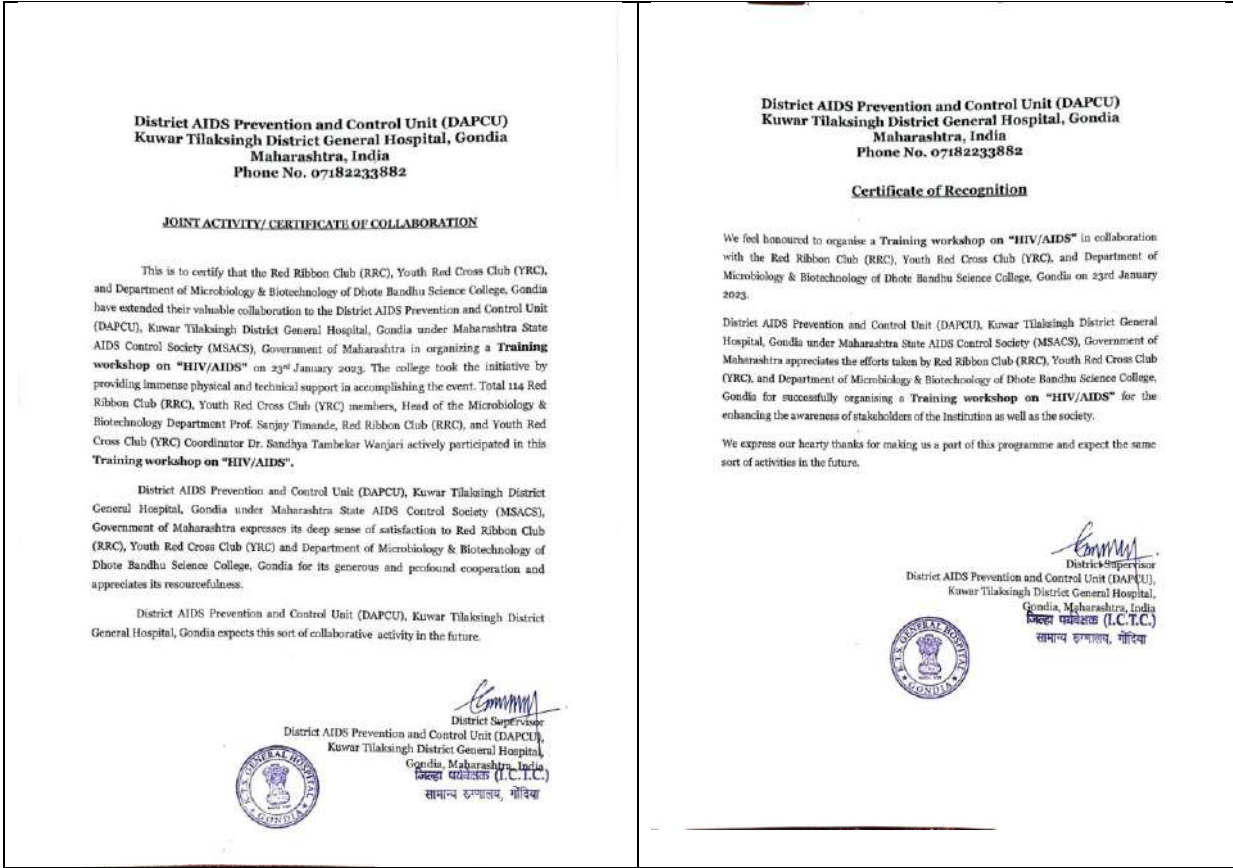 District AIDS Prevention and Control Unit (DAPCU)
Kuwar Tilaksingh District General Hospital, Gondia
Maharashtra, India
Phone No. 07182233882
JOINT ACTIVITY/ CERTIFICATE OF COLLABORATION
This is to certify that the Red Ribbon Club (RRC), Youth Red Cross Club (YRC),
and Department of Microbiology & Biotechnology of Dhote Bandhu Science College, Gondia
have extended their valuable collaboration to the District AIDS Prevention and Control Unit
(DAPCU), Kuwar Tilaksingh District General Hospital, Gondia under Maharashtra State
AIDS Control Society (MSACS), Government of Maharashtra in organizing a Training
workshop on "HIV/AIDS" on 23rd January 2023. The college took the initiative by
providing immense physical and technical support in accomplishing the event. Total 114 Red
Ribbon Club (RRC), Youth Red Cross Club (YRC) members, Head of the Microbiology &
Biotechnology Department Prof. Sanjay Timande, Red Ribbon Club (RRC), and Youth Red
Cross Club (YRC) Coordinator Dr. Sandhya Tambekar Wanjari actively participated in this
Training workshop on "HIV/AIDS".
District AIDS Prevention and Control Unit (DAPCU), Kuwar Tilaksingh District
General Hospital, Gondia under Maharashtra State AIDS Control Society (MSACS),
Government of Maharashtra expresses its deep sense of satisfaction to Red Ribbon Club
(RRC), Youth Red Cross Club (YRC) and Department of Microbiology & Biotechnology of
Dhote Bandhu Science College, Gondia for its generous and profound cooperation and
appreciates its resourcefulness.
District AIDS Prevention and Control Unit (DAPCU), Kuwar Tilaksingh District
General Hospital, Gondia expects this sort of collaborative activity in the future.
District Supervisor
District AIDS Prevention and Control Unit (DAPCU),
Kuwar Tilaksingh District General Hospital,
Gondia, Maharashtra, India
जिल्हा पर्यवेक्षक (I.C.T.C.)
सामान्य रुग्णालय, गोंदिया
K.T.S. GENERAL HOSPITAL
GONDIA
District AIDS Prevention and Control Unit (DAPCU)
Kuwar Tilaksingh District General Hospital, Gondia
Maharashtra, India
Phone No. 07182233882
Certificate of Recognition
We feel honoured to organise a Training workshop on "HIV/AIDS" in collaboration
with the Red Ribbon Club (RRC), Youth Red Cross Club (YRC), and Department of
Microbiology & Biotechnology of Dhote Bandhu Science College, Gondia on 23rd January
2023.
District AIDS Prevention and Control Unit (DAPCU), Kuwar Tilaksingh District General
Hospital, Gondia under Maharashtra State AIDS Control Society (MSACS), Government of
Maharashtra appreciates the efforts taken by Red Ribbon Club (RRC), Youth Red Cross Club
(YRC), and Department of Microbiology & Biotechnology of Dhote Bandhu Science College,
Gondia for successfully organising a Training workshop on "HIV/AIDS" for the
enhancing the awareness of stakeholders of the Institution as well as the society.
We express our hearty thanks for making us a part of this programme and expect the same
sort of activities in the future.
District Supervisor
District AIDS Prevention and Control Unit (DAPCU),
Kuwar Tilaksingh District General Hospital,
Gondia, Maharashtra, India
जिल्हा पर्यवेक्षक (I.C.T.C.)
सामान्य रुग्णालय, गोंदिया
K.T.S. GENERAL HOSPITAL
GONDIA